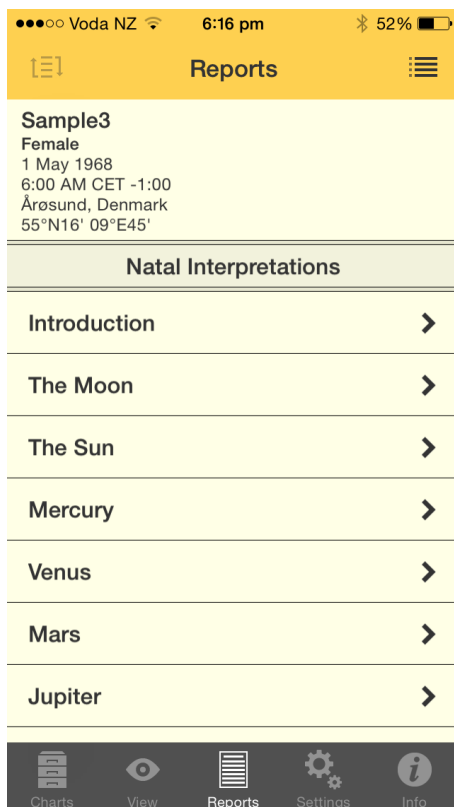 Voda NZ 6:16 pm 52%
Reports
Sample3
Female
1 May 1968
6:00 AM CET -1:00
Årøsund, Denmark
55°N16' 09°E45'
Natal Interpretations
Introduction
The Moon
The Sun
Mercury
Venus
Mars
Jupiter
Charts View Reports Settings Info